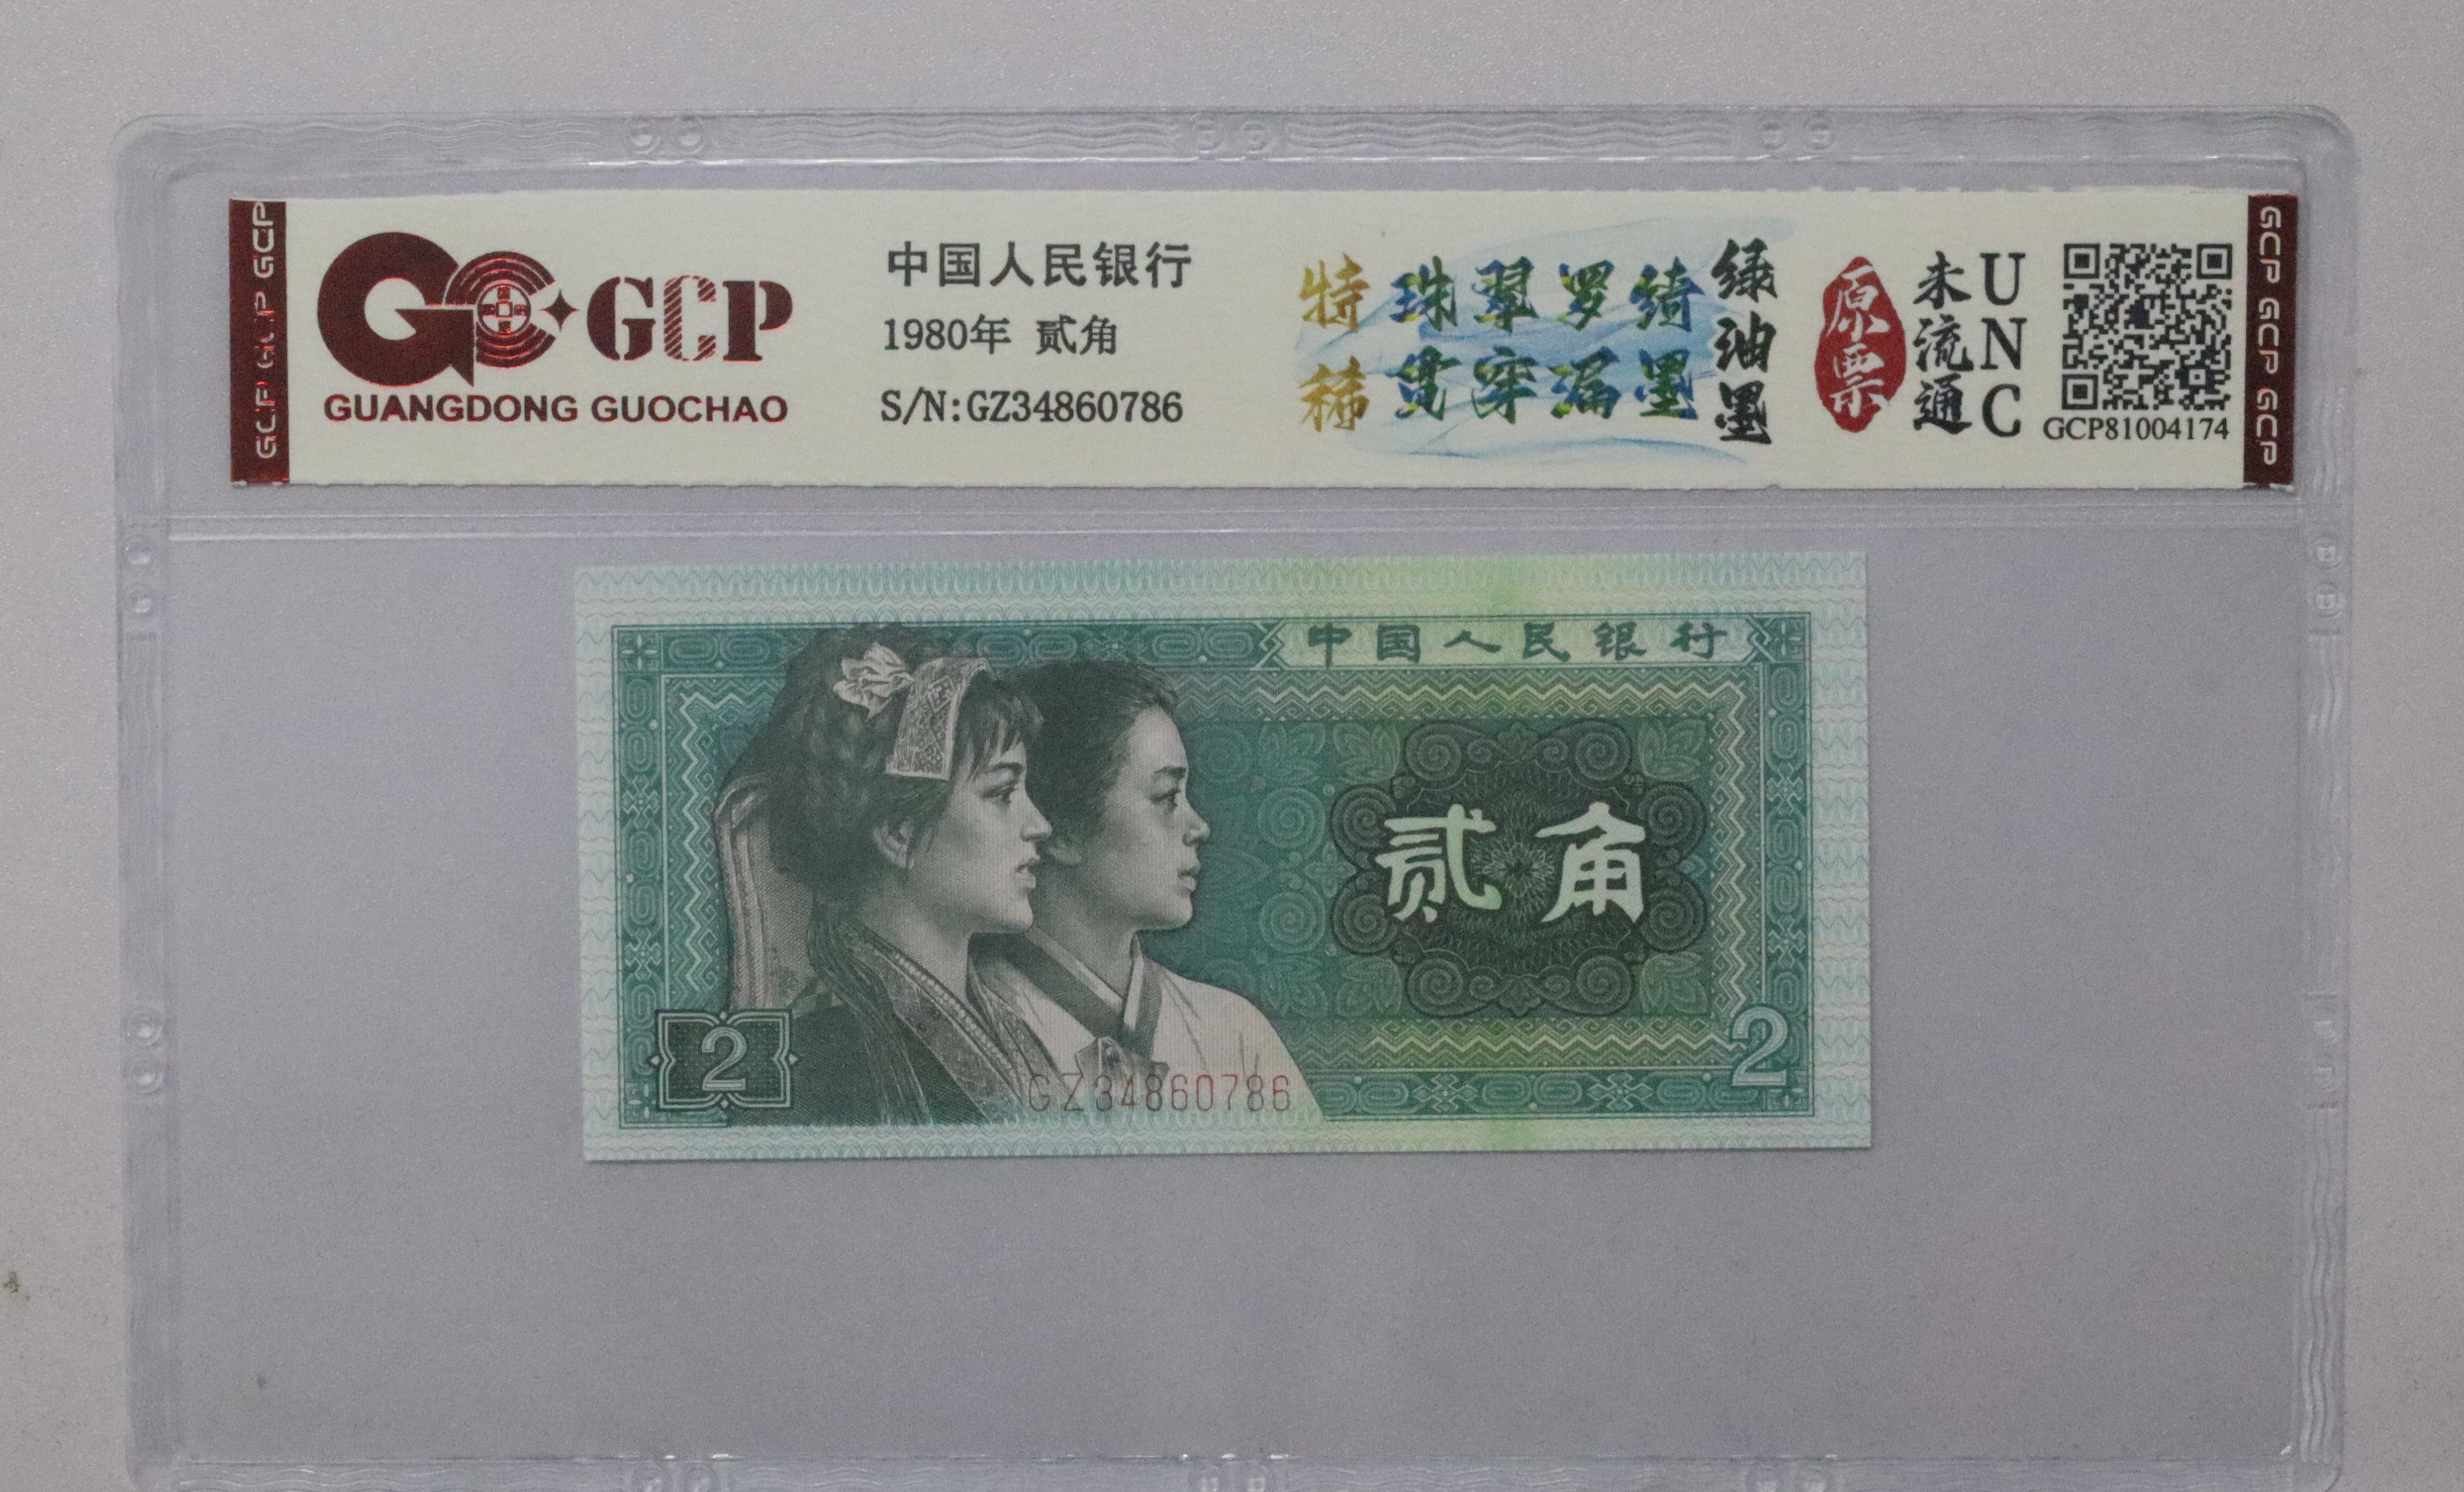 GCP GCP GCP
GCP
GUANGDONG GUOCHAO
中国人民银行
1980年 贰角
S/N:GZ34860786
特稀
珠翠罗绮
贯穿漏墨
绿油墨
原票
未流通
UNC
GCP81004174
GCP GCP GCP
中国人民银行
贰角
2
2
GZ34860786